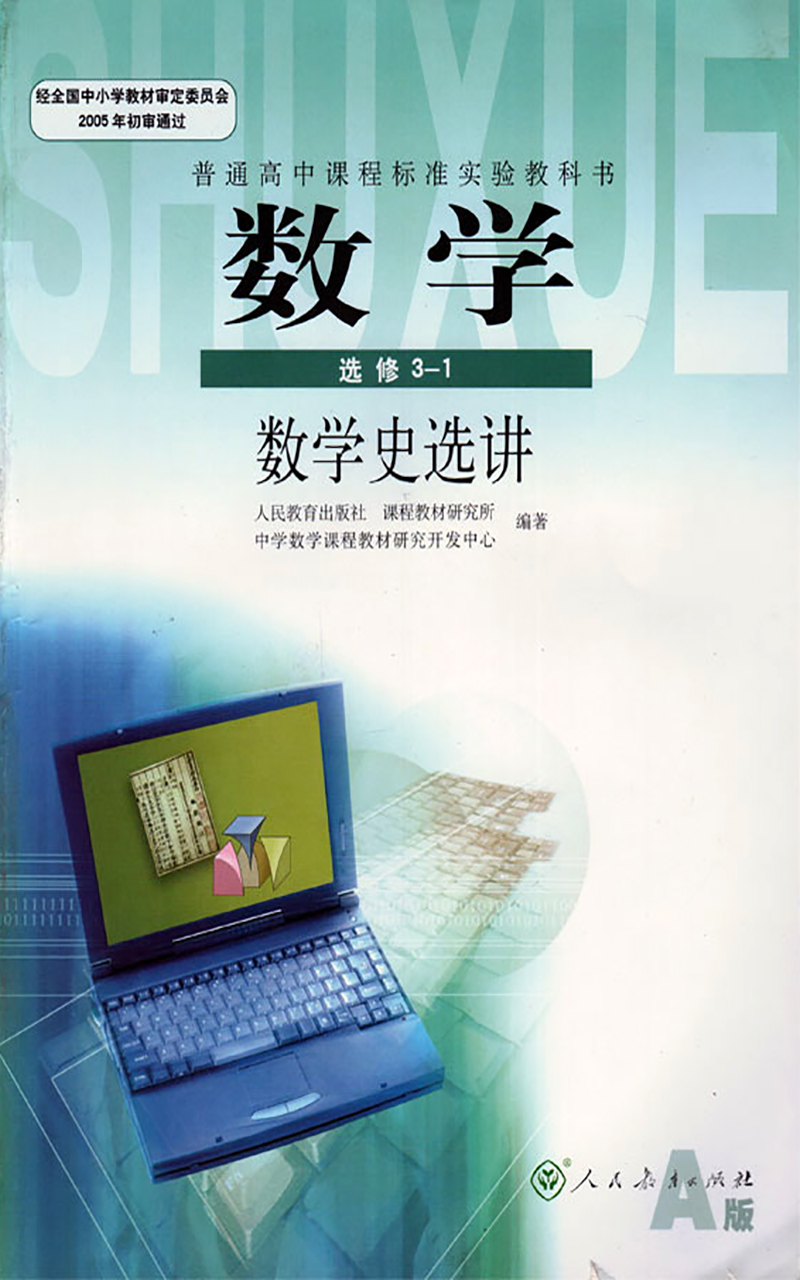 SHUXUE
经全国中小学教材审定委员会
2005年初审通过
普通高中课程标准实验教科书
数学
选修 3-1
数学史选讲
人民教育出版社 课程教材研究所
中学数学课程教材研究开发中心
编著
人民教育出版社
A版